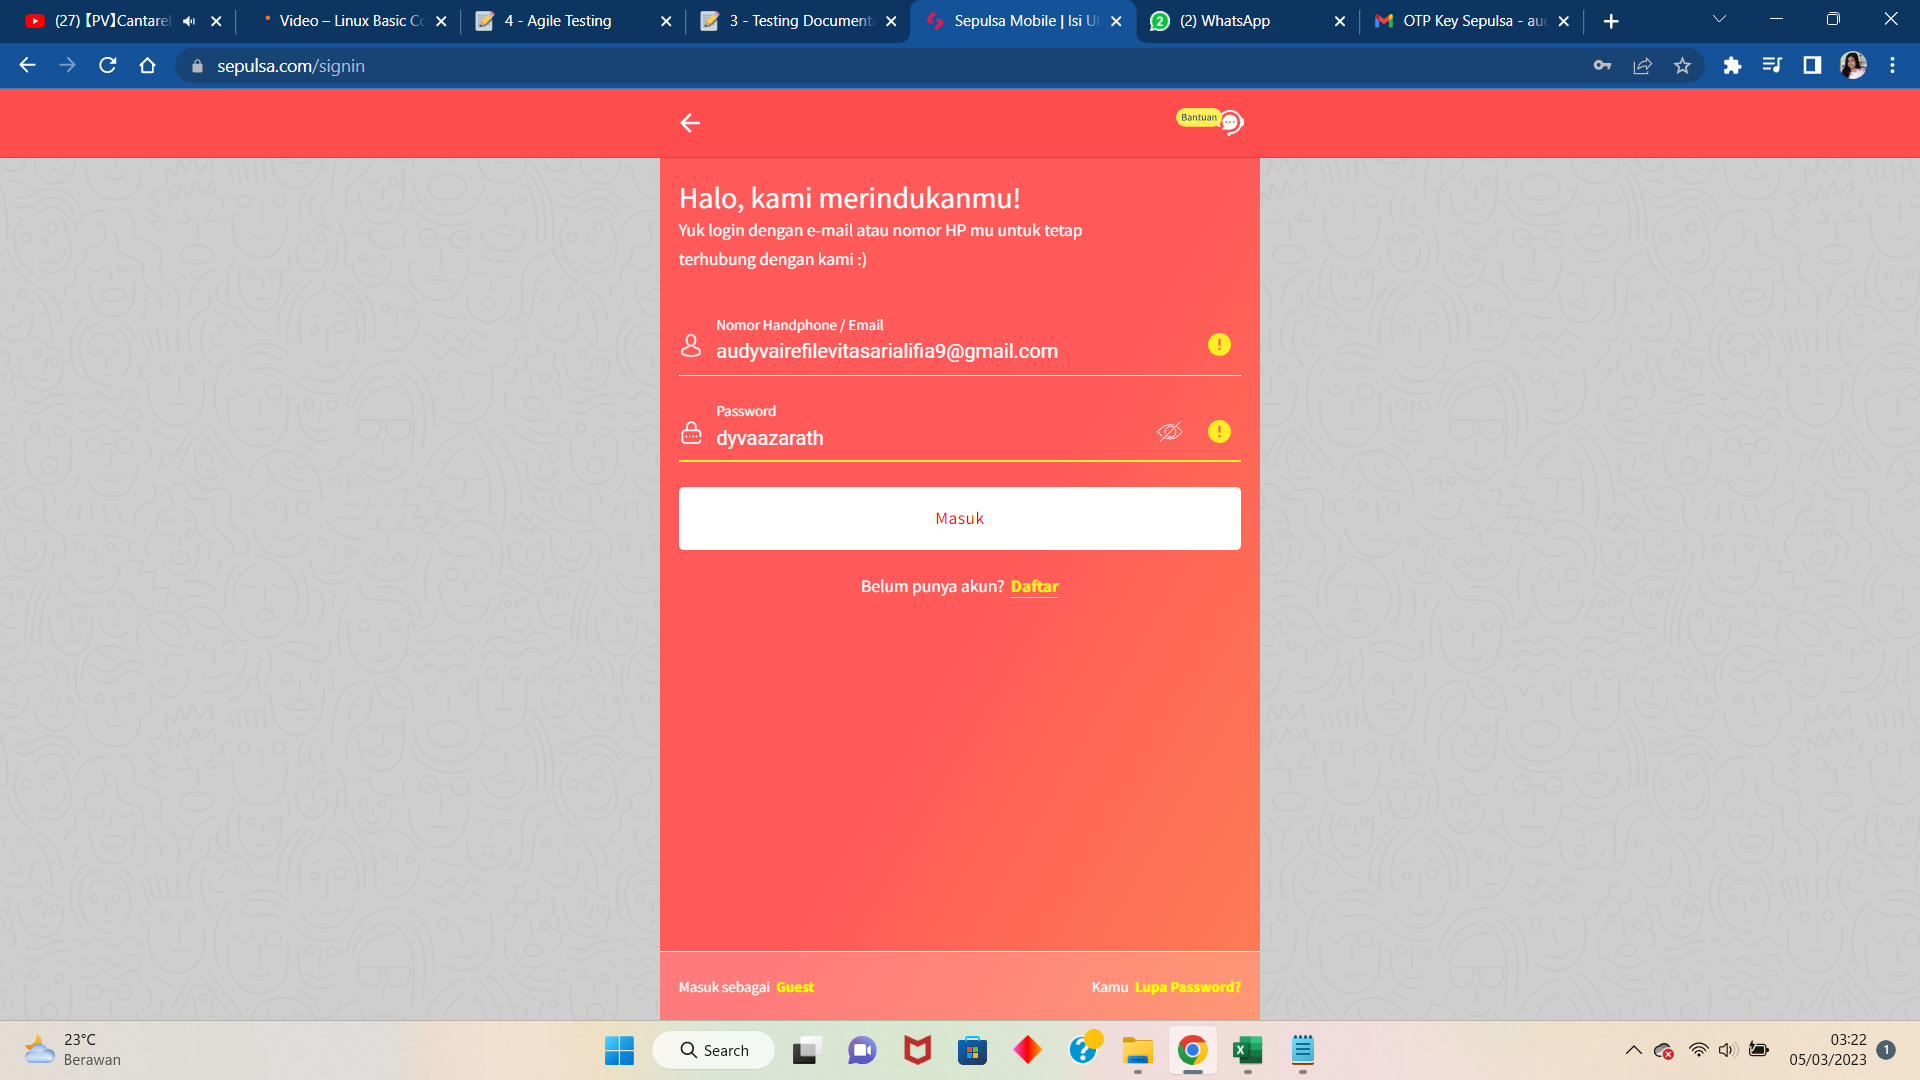 (27) 【PV】Cantarel
Video – Linux Basic Co
4 - Agile Testing
3 - Testing Documenta
Sepulsa Mobile | Isi Ul
(2) WhatsApp
OTP Key Sepulsa - aud
sepulsa.com/signin
Bantuan
Halo, kami merindukanmu!
Yuk login dengan e-mail atau nomor HP mu untuk tetap
terhubung dengan kami :)
Nomor Handphone / Email
audyvairefilevitasarialifia9@gmail.com
Password
dyvaazarath
Masuk
Belum punya akun? Daftar
Masuk sebagai Guest
Kamu Lupa Password?
23°C
Berawan
Search
03:22
05/03/2023
1